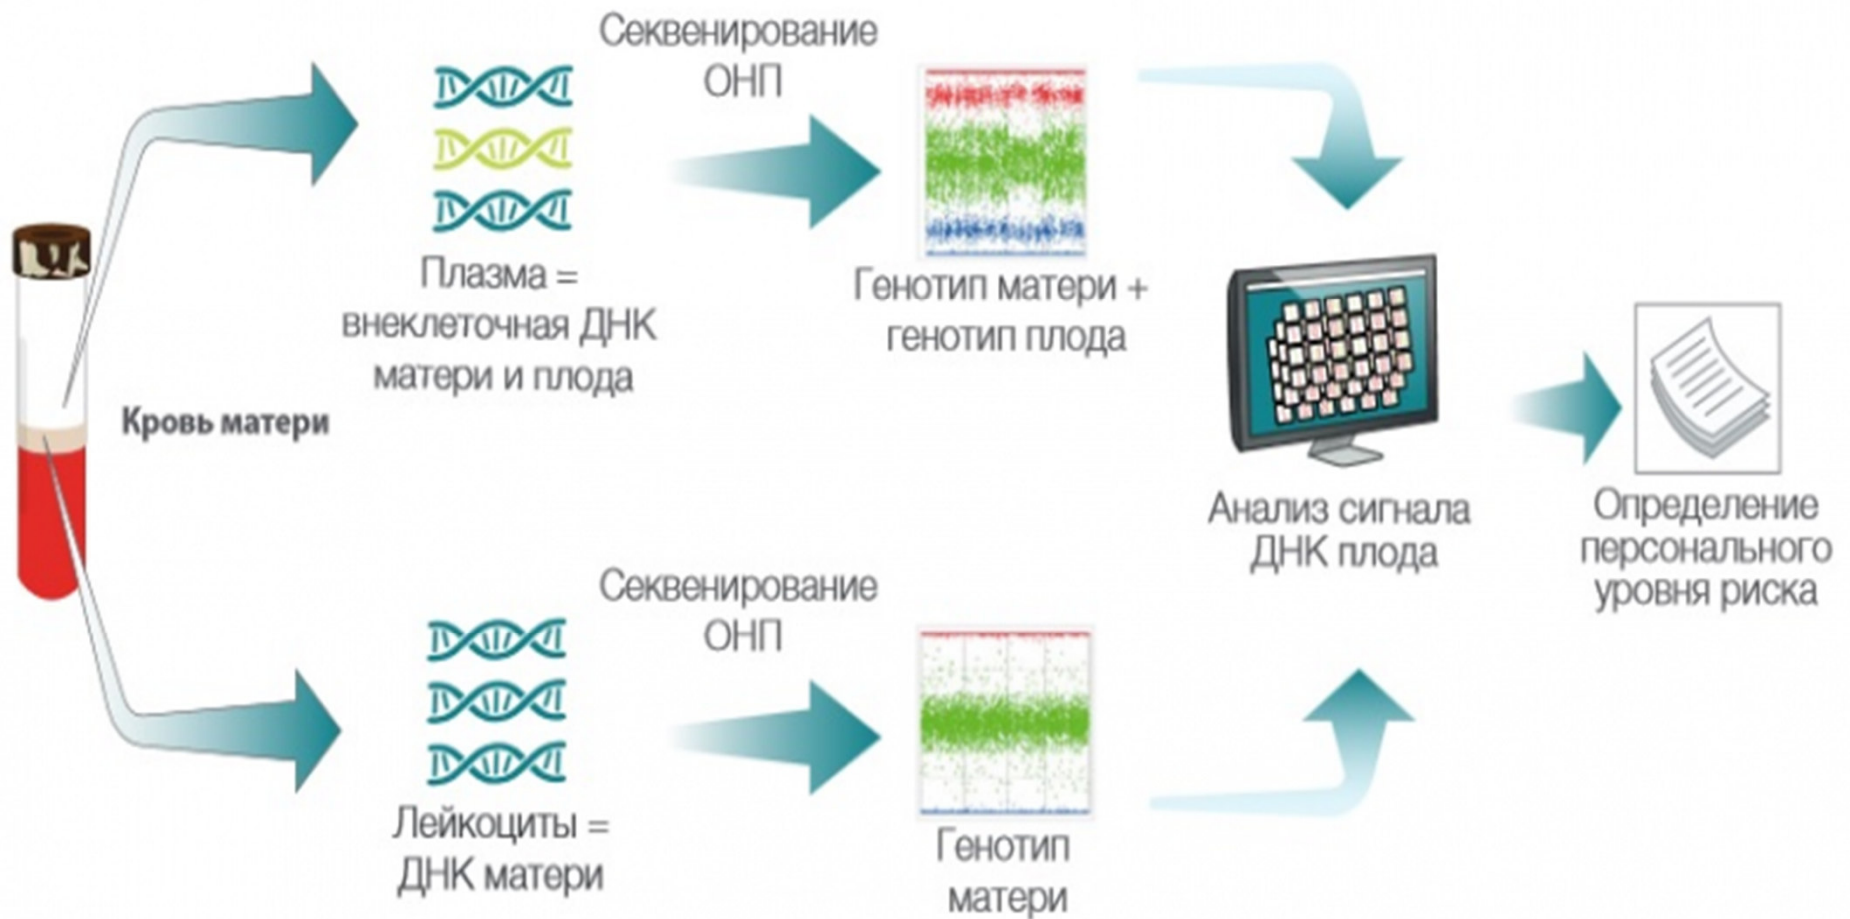 Секвенирование
ОНП
Плазма =
внеклеточная ДНК
матери и плода
Генотип матери +
генотип плода
Кровь матери
Анализ сигнала
ДНК плода
Определение
персонального
уровня риска
Секвенирование
ОНП
Лейкоциты =
ДНК матери
Генотип
матери